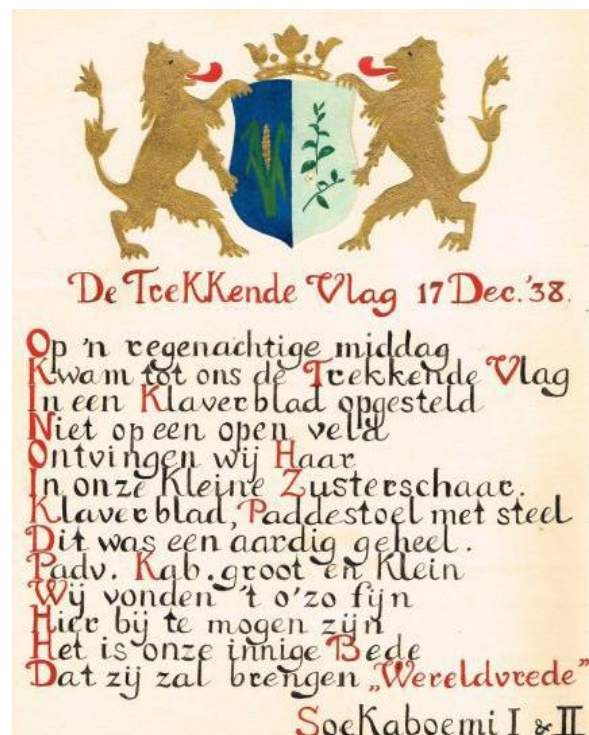 De Trekkende Vlag 17 Dec. '38.
Op 'n regenachtige middag
Kwam tot ons de Trekkende Vlag
In een Klaverblad opgesteld
Niet op een open veld
Ontvingen wij Haar
In onze Kleine Zusterschaar.
Klaverblad, Paddestoel met steel
Dit was een aardig geheel.
Padv. Kab. groot en Klein
Wij vonden 't o'zo fijn
Hier bij te mogen zijn
Het is onze innige Bede
Dat zij zal brengen „Wereldvrede”
Soekaboemi I & II